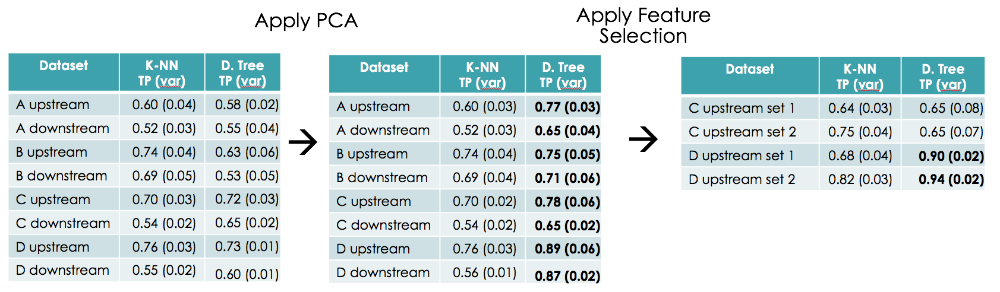 Apply PCA
Apply Feature
Selection
Dataset K-NN D. Tree
TP (var) TP (var)
A upstream 0.60 (0.04) 0.58 (0.02)
A downstream 0.52 (0.03) 0.55 (0.04)
B upstream 0.74 (0.04) 0.63 (0.06)
B downstream 0.69 (0.05) 0.53 (0.05)
C upstream 0.70 (0.03) 0.72 (0.03)
C downstream 0.54 (0.02) 0.65 (0.02)
D upstream 0.76 (0.03) 0.73 (0.01)
D downstream 0.55 (0.02) 0.60 (0.01)
Dataset K-NN D. Tree
TP (var) TP (var)
A upstream 0.60 (0.03) 0.77 (0.03)
A downstream 0.52 (0.03) 0.65 (0.04)
B upstream 0.74 (0.04) 0.75 (0.05)
B downstream 0.69 (0.04) 0.71 (0.06)
C upstream 0.70 (0.02) 0.78 (0.06)
C downstream 0.54 (0.02) 0.65 (0.02)
D upstream 0.76 (0.03) 0.89 (0.06)
D downstream 0.56 (0.01) 0.87 (0.02)
Dataset K-NN D. Tree
TP (var) TP (var)
C upstream set 1 0.64 (0.03) 0.65 (0.08)
C upstream set 2 0.75 (0.04) 0.65 (0.07)
D upstream set 1 0.68 (0.04) 0.90 (0.02)
D upstream set 2 0.82 (0.03) 0.94 (0.02)